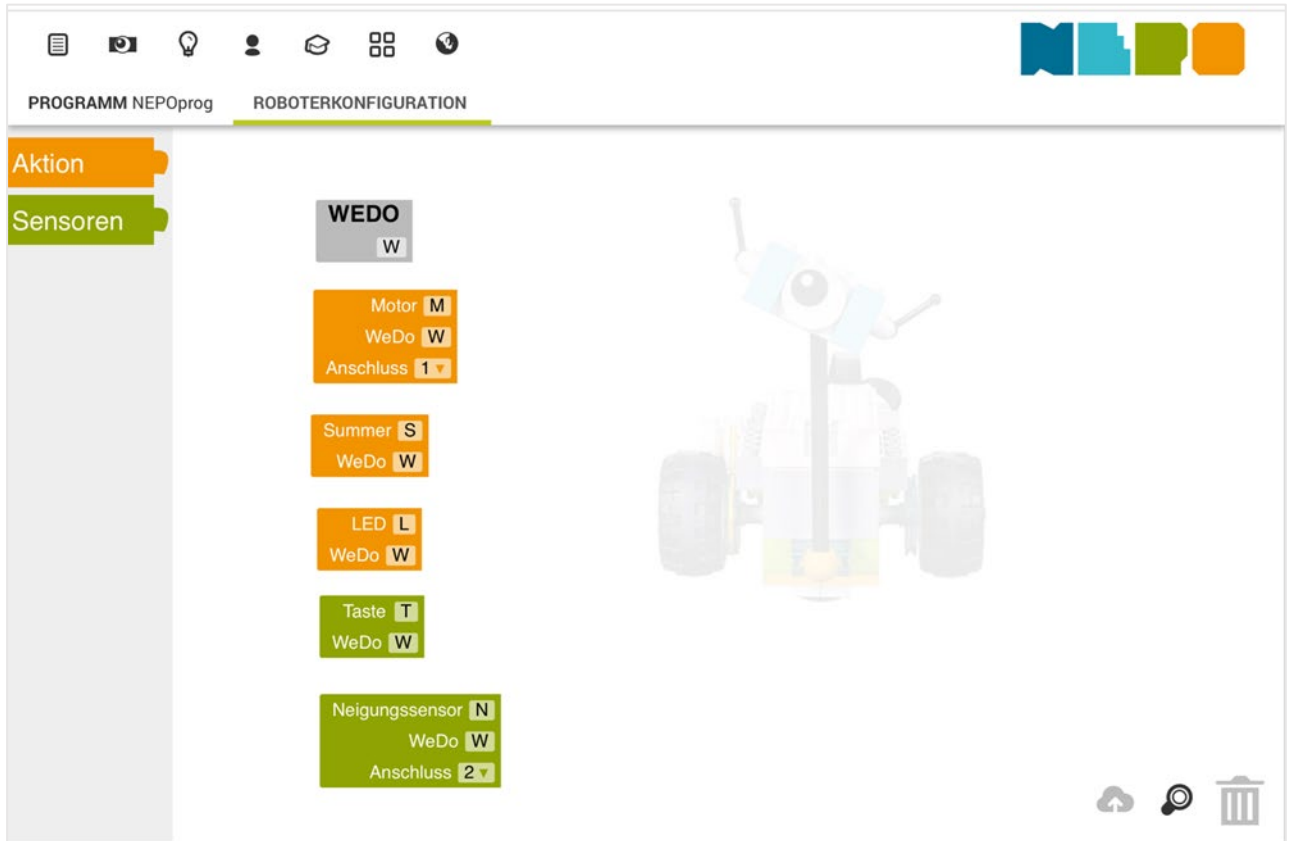 NEPO
PROGRAMM NEPOprog
ROBOTERKONFIGURATION
Aktion
Sensoren
WEDO
W
Motor M
WeDo W
Anschluss 1
Summer S
WeDo W
LED L
WeDo W
Taste T
WeDo W
Neigungssensor N
WeDo W
Anschluss 2